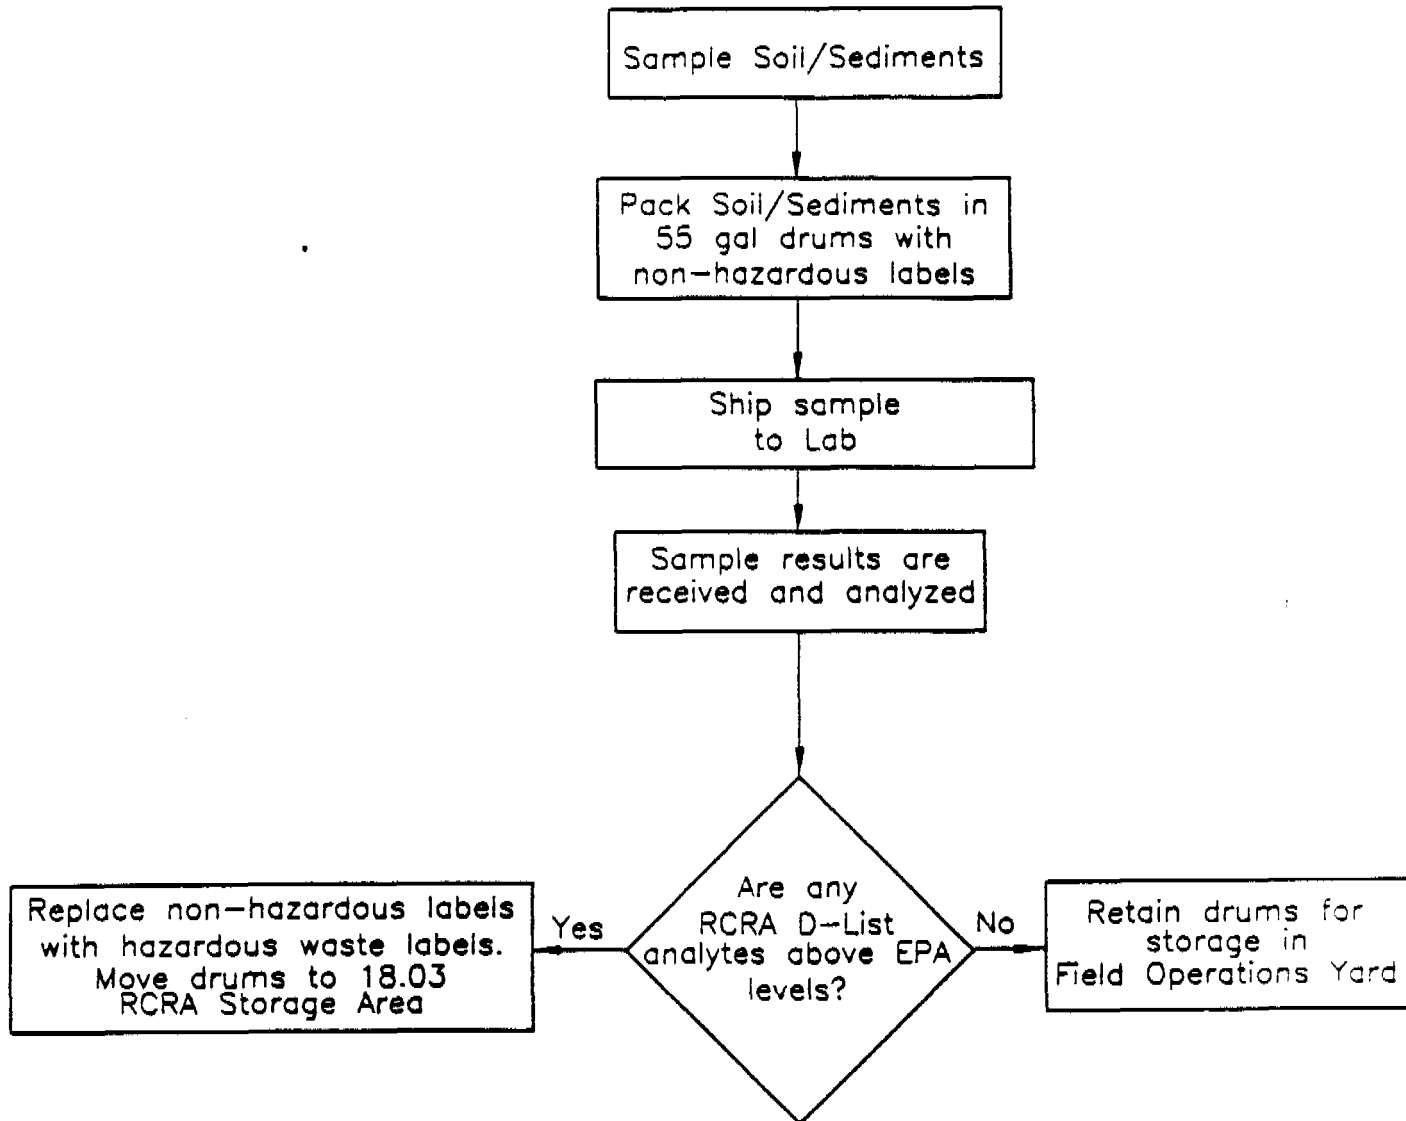 Sample Soil/Sediments
Pack Soil/Sediments in
55 gal drums with
non-hazardous labels
Ship sample
to Lab
Sample results are
received and analyzed
Are any
RCRA D-List
analytes above EPA
levels?
Yes
No
Replace non-hazardous labels
with hazardous waste labels.
Move drums to 18.03
RCRA Storage Area
Retain drums for
storage in
Field Operations Yard